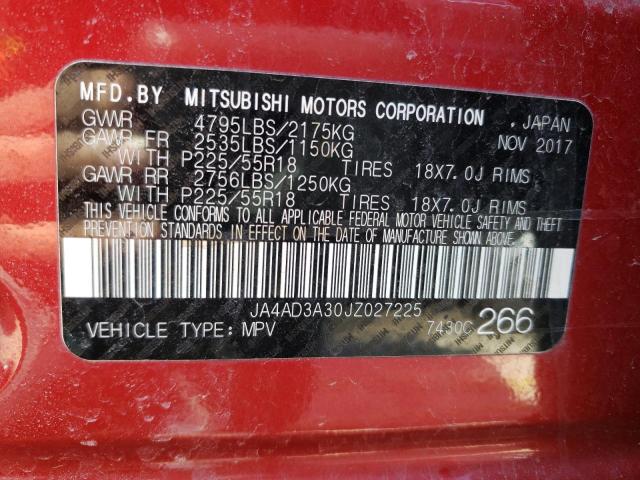 MFD.BY MITSUBISHI MOTORS CORPORATION , JAPAN
GVWR 4795LBS/2175KG NOV 2017
GAWR FR 2535LBS/1150KG
WITH P225/55R18 TIRES 18X7.0J RIMS
GAWR RR 2756LBS/1250KG
WITH P225/55R18 TIRES 18X7.0J RIMS
THIS VEHICLE CONFORMS TO ALL APPLICABLE FEDERAL MOTOR VEHICLE SAFETY AND THEFT
PREVENTION STANDARDS IN EFFECT ON THE DATE OF MANUFACTURE SHOWN ABOVE.
JA4AD3A30JZ027225
VEHICLE TYPE: MPV 7430C 266